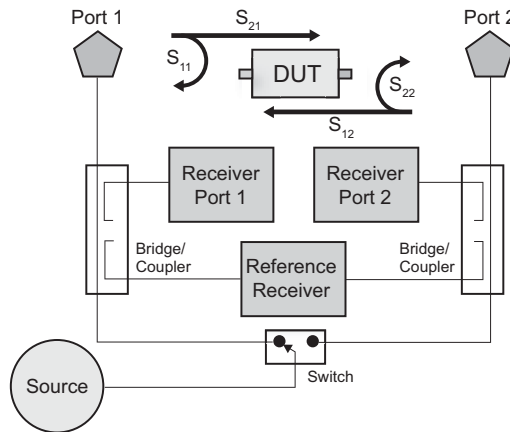 Port 1
Port 2
S21
S11
DUT
S22
S12
Receiver
Port 1
Receiver
Port 2
Bridge/
Coupler
Reference
Receiver
Bridge/
Coupler
Switch
Source